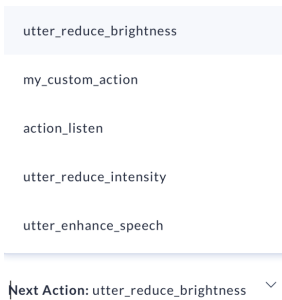 utter_reduce_brightness
my_custom_action
action_listen
utter_reduce_intensity
utter_enhance_speech
Next Action: utter_reduce_brightness